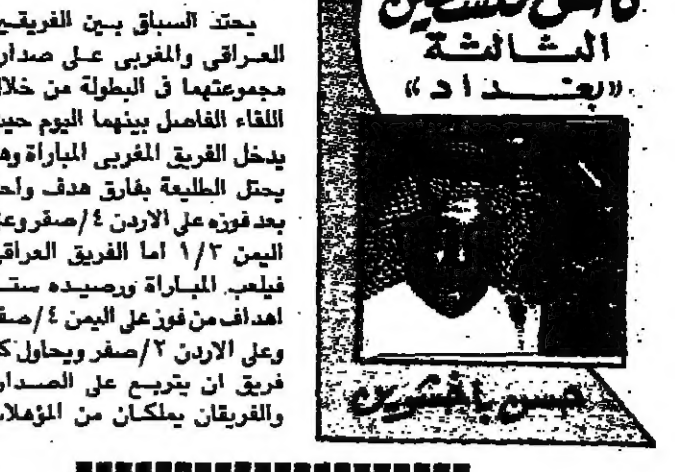 كأس فلسطين
الثالثة
«بغداد»
حسن باخشوين
يحتد السباق بين الفريقين
العراقي والمغربي على صدارة
مجموعتهما في البطولة من خلال
اللقاء الفاصل بينهما اليوم حيث
يدخل الفريق المغربي المباراة وهو
يحتل الطليعة بفارق هدف واحد
بعد فوزه على الاردن ٤/صفر وعلى
اليمن ١/٣ اما الفريق العراقي
فيلعب المباراة ورصيده ستة
اهداف من فوز على اليمن ٤/صفر
وعلى الاردن ٢/صفر ويحاول كل
فريق ان يتربع على الصدارة
والفريقان يملكان من المؤهلات